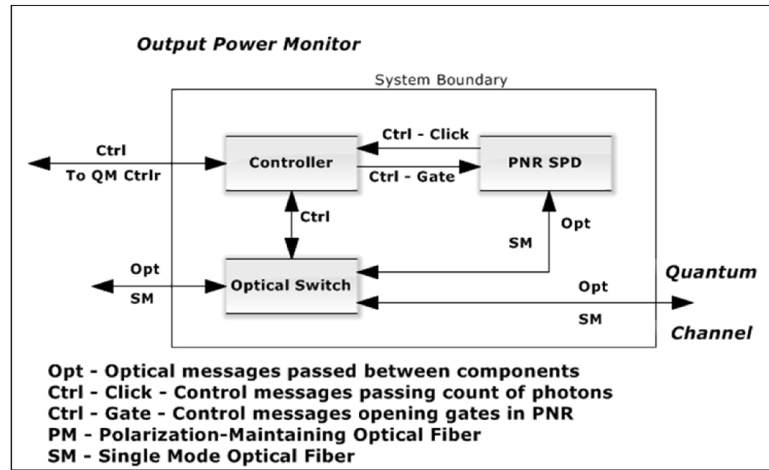 Output Power Monitor
System Boundary
Ctrl
To QM Ctrlr
Controller
Ctrl - Click
Ctrl - Gate
PNR SPD
Ctrl
Opt
SM
Opt
SM
Optical Switch
Opt
SM
Quantum
Channel
Opt - Optical messages passed between components
Ctrl - Click - Control messages passing count of photons
Ctrl - Gate - Control messages opening gates in PNR
PM - Polarization-Maintaining Optical Fiber
SM - Single Mode Optical Fiber